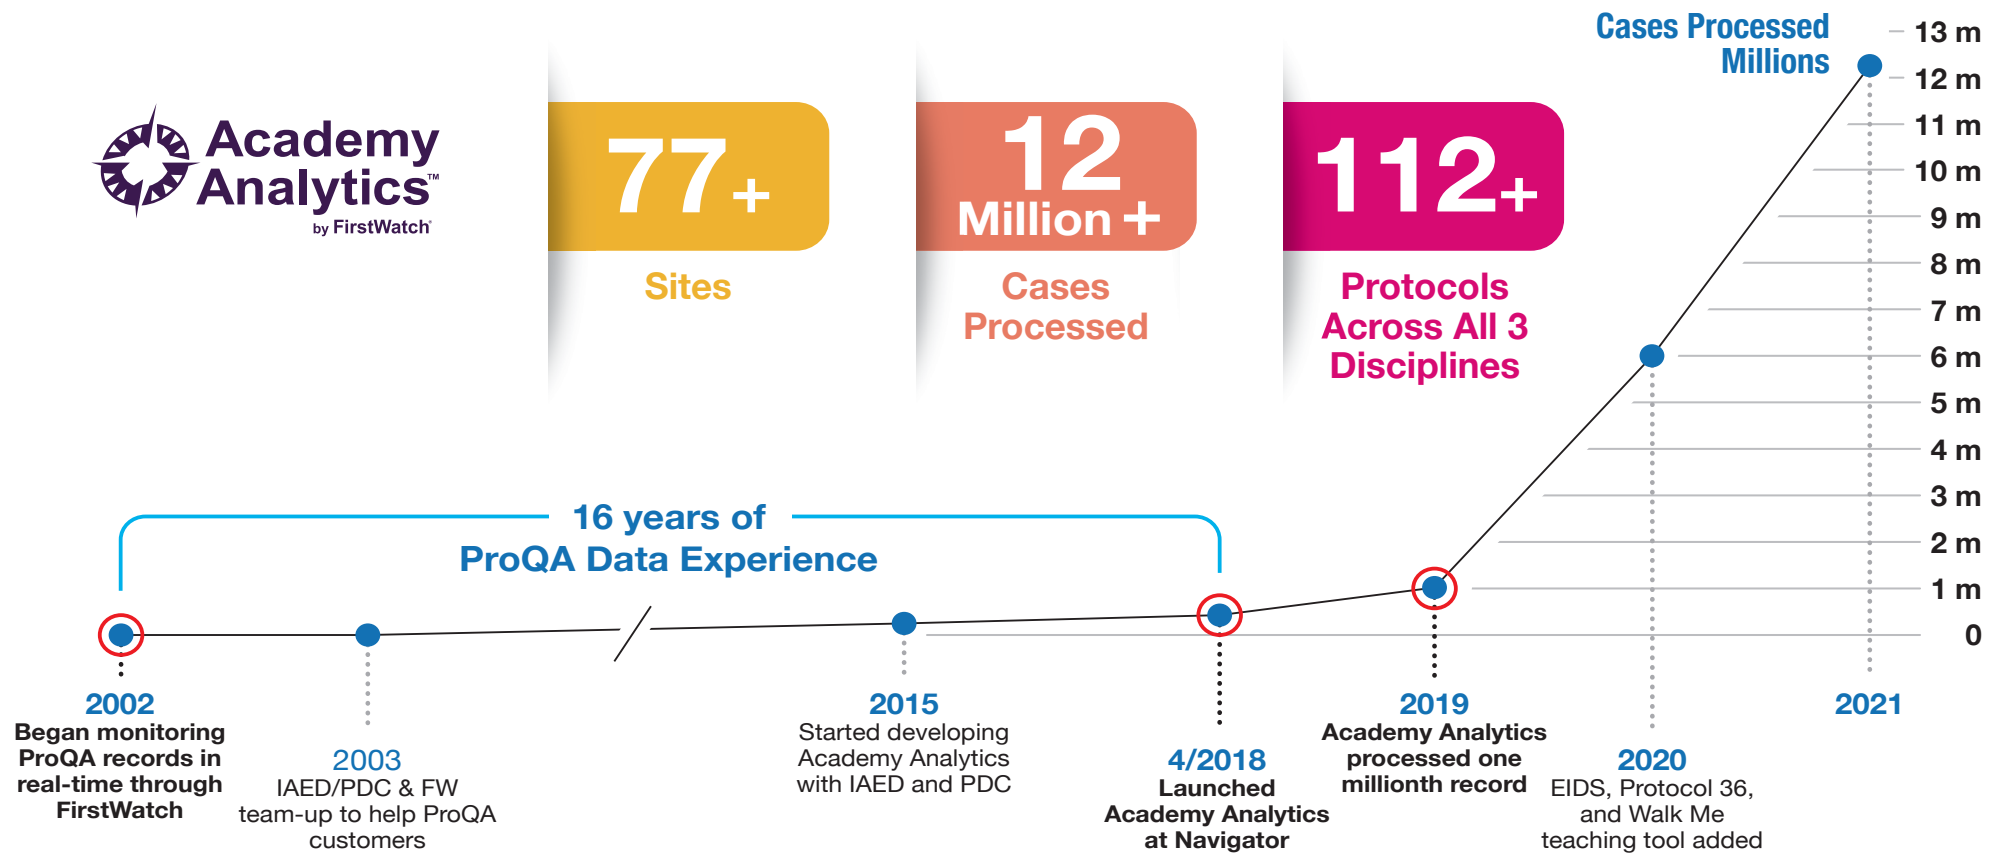 Academy
Analytics™
by FirstWatch®
77+
Sites
12
Million +
Cases
Processed
112+
Protocols
Across All 3
Disciplines
Cases Processed
Millions
13 m
12 m
11 m
10 m
9 m
8 m
7 m
6 m
5 m
4 m
3 m
2 m
1 m
0
16 years of
ProQA Data Experience
2002
Began monitoring
ProQA records in
real-time through
FirstWatch
2003
IAED/PDC & FW
team-up to help ProQA
customers
2015
Started developing
Academy Analytics
with IAED and PDC
4/2018
Launched
Academy Analytics
at Navigator
2019
Academy Analytics
processed one
millionth record
2020
EIDS, Protocol 36,
and Walk Me
teaching tool added
2021